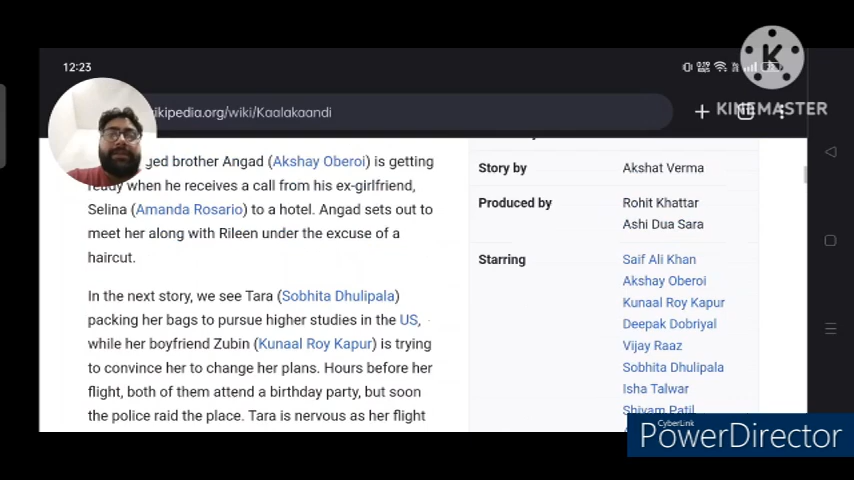 12:23
ikipedia.org/wiki/Kaalakaandi
KINEMASTER
ged brother Angad (Akshay Oberoi) is getting
ready when he receives a call from his ex-girlfriend,
Selina (Amanda Rosario) to a hotel. Angad sets out to
meet her along with Rileen under the excuse of a
haircut.
In the next story, we see Tara (Sobhita Dhulipala)
packing her bags to pursue higher studies in the US,
while her boyfriend Zubin (Kunaal Roy Kapur) is trying
to convince her to change her plans. Hours before her
flight, both of them attend a birthday party, but soon
the police raid the place. Tara is nervous as her flight
Story by Akshat Verma
Produced by Rohit Khattar
Ashi Dua Sara
Starring Saif Ali Khan
Akshay Oberoi
Kunaal Roy Kapur
Deepak Dobriyal
Vijay Raaz
Sobhita Dhulipala
Isha Talwar
Shivam Patil
CyberLink
PowerDirector